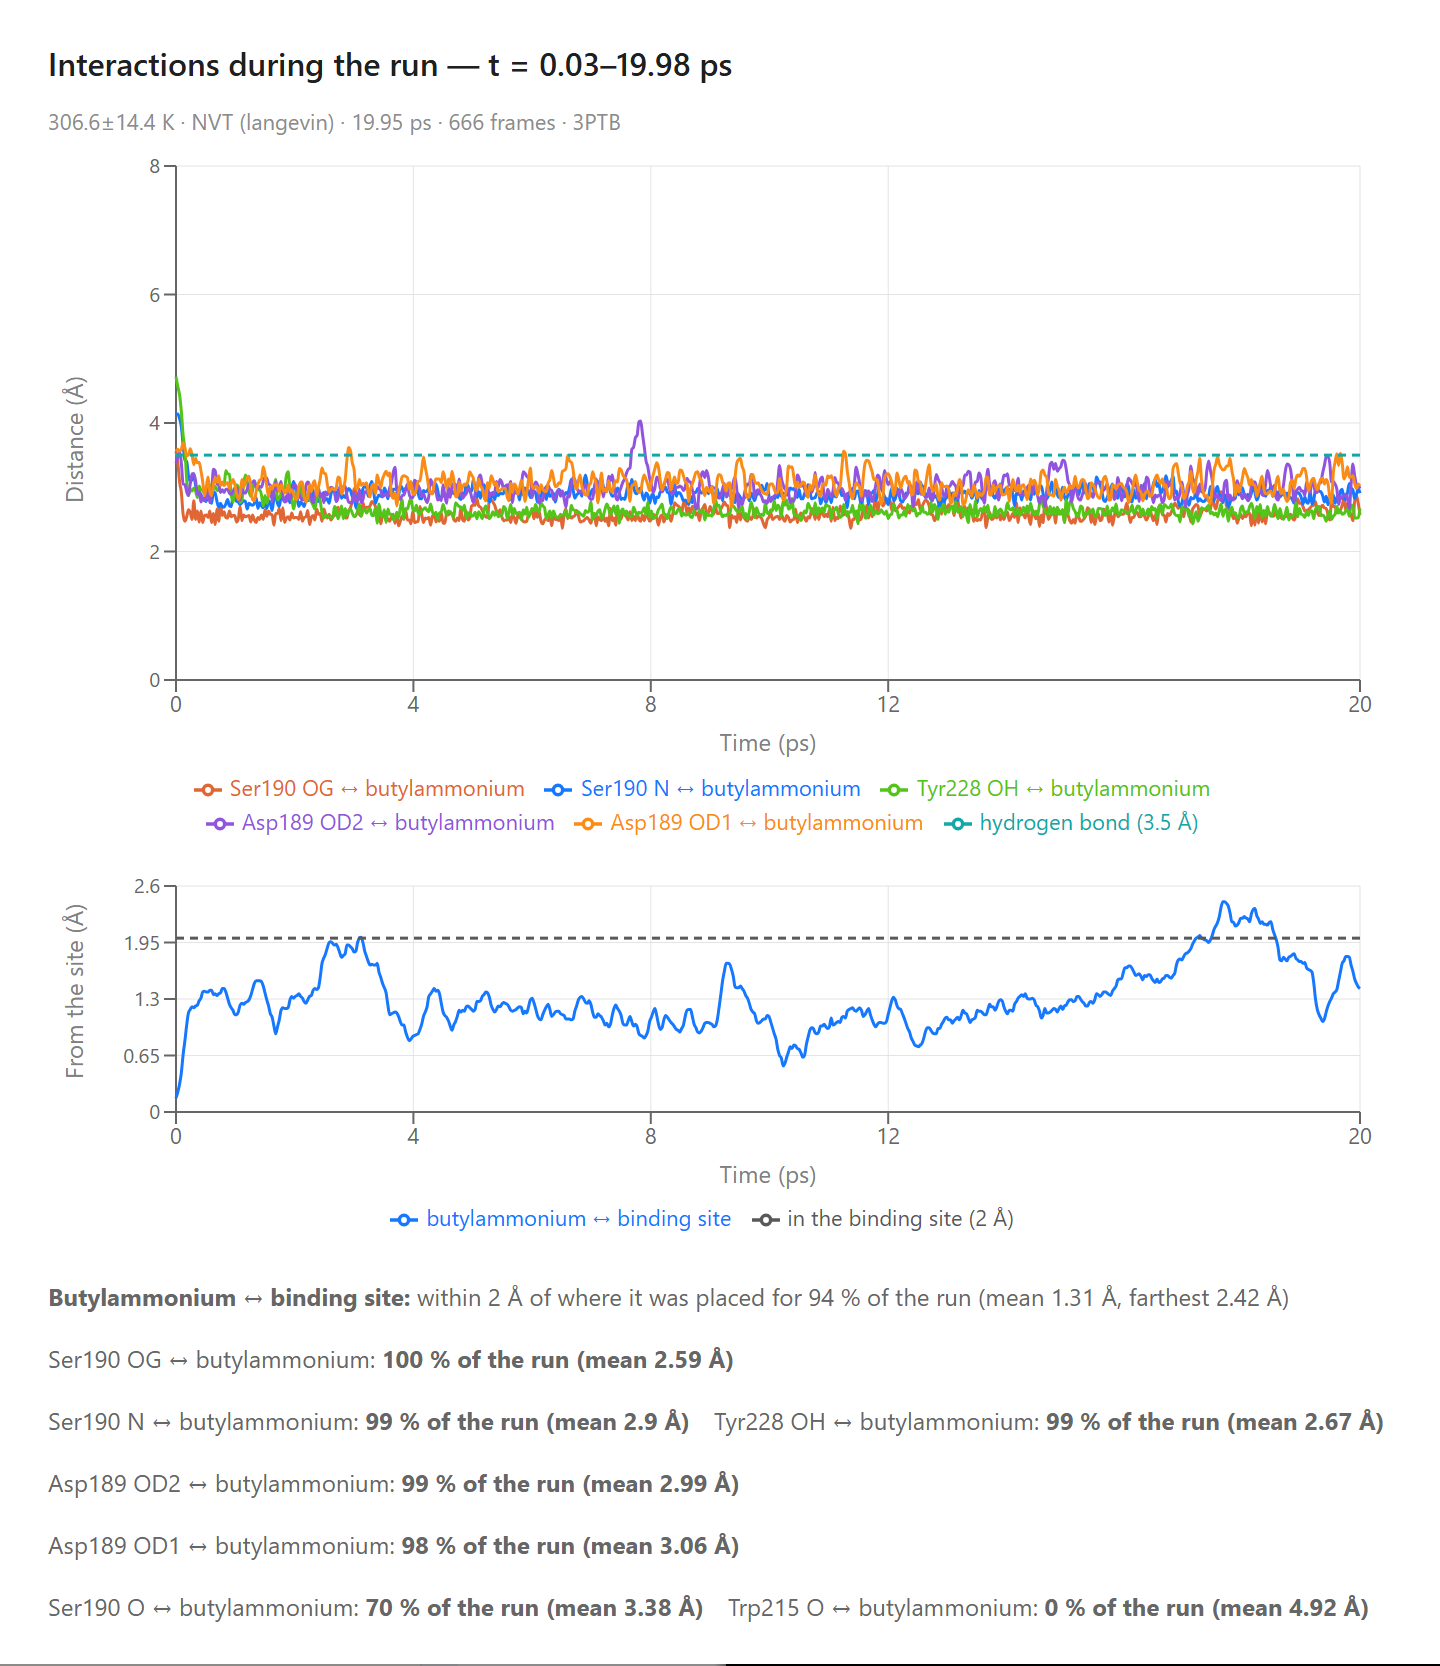 Interactions during the run — t = 0.03–19.98 ps
306.6±14.4 K · NVT (langevin) · 19.95 ps · 666 frames · 3PTB
8
6
4
2
0
Distance (Å)
0 4 8 12 20
Time (ps)
Ser190 OG ↔ butylammonium Ser190 N ↔ butylammonium Tyr228 OH ↔ butylammonium
Asp189 OD2 ↔ butylammonium Asp189 OD1 ↔ butylammonium hydrogen bond (3.5 Å)
2.6
1.95
1.3
0.65
0
From the site (Å)
0 4 8 12 20
Time (ps)
butylammonium ↔ binding site in the binding site (2 Å)
Butylammonium ↔ binding site: within 2 Å of where it was placed for 94 % of the run (mean 1.31 Å, farthest 2.42 Å)
Ser190 OG ↔ butylammonium: 100 % of the run (mean 2.59 Å)
Ser190 N ↔ butylammonium: 99 % of the run (mean 2.9 Å) Tyr228 OH ↔ butylammonium: 99 % of the run (mean 2.67 Å)
Asp189 OD2 ↔ butylammonium: 99 % of the run (mean 2.99 Å)
Asp189 OD1 ↔ butylammonium: 98 % of the run (mean 3.06 Å)
Ser190 O ↔ butylammonium: 70 % of the run (mean 3.38 Å) Trp215 O ↔ butylammonium: 0 % of the run (mean 4.92 Å)